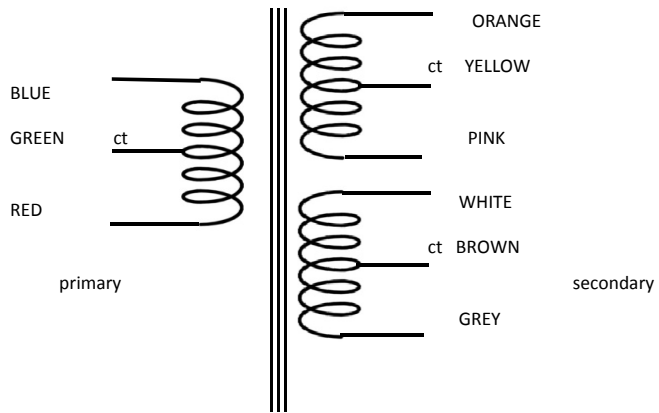 ORANGE
ct YELLOW
BLUE
GREEN ct
PINK
WHITE
RED
ct BROWN
primary
secondary
GREY